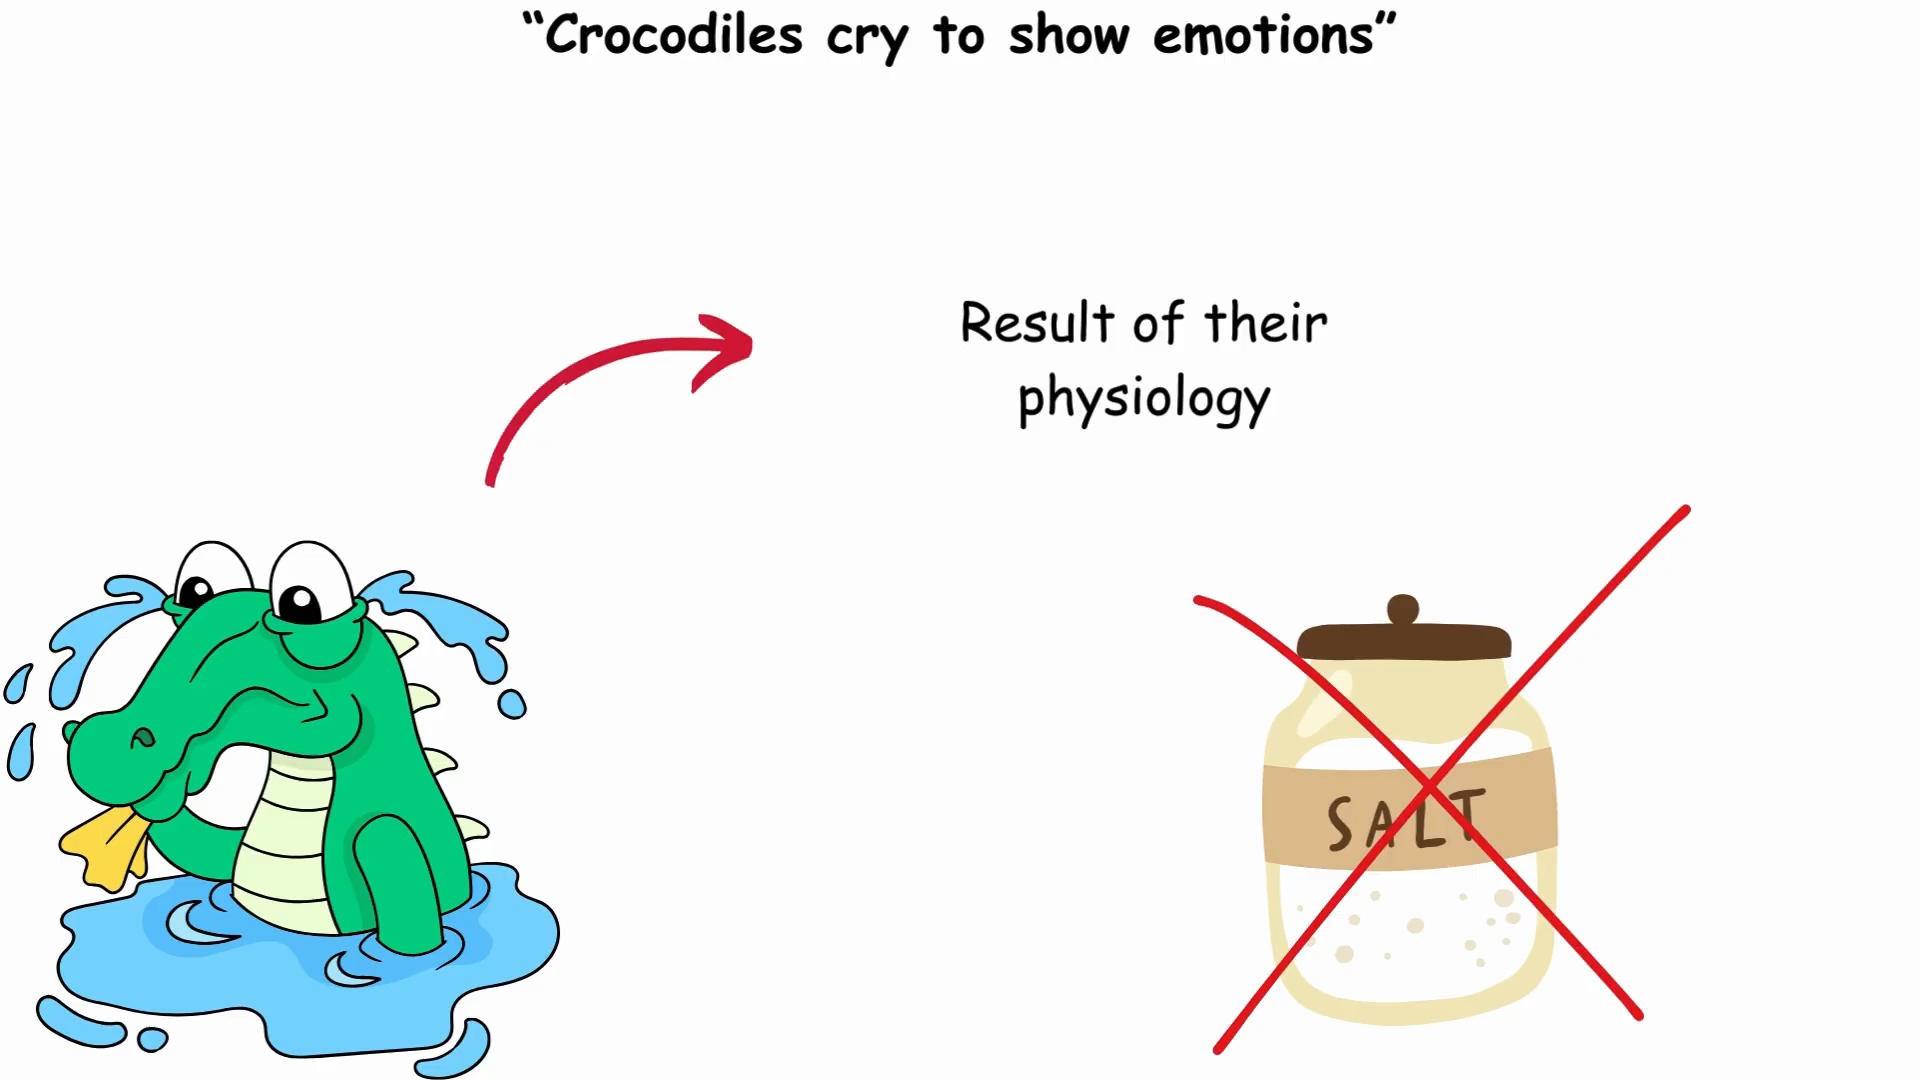 “Crocodiles cry to show emotions”
Result of their
physiology
SALT